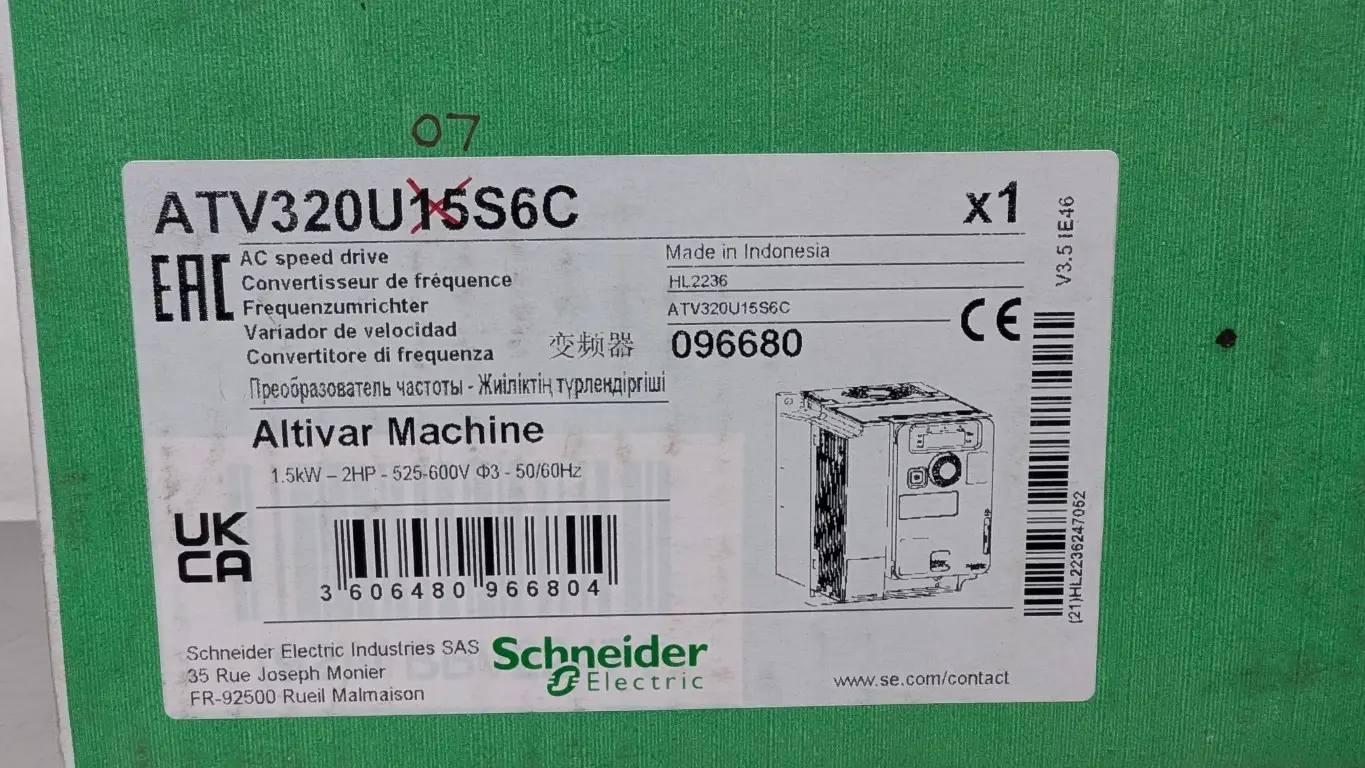 07
ATV320U15S6C
x1
EAC
AC speed drive
Convertisseur de fréquence
Frequenzumrichter
Variador de velocidad
Convertitore di frequenza
变频器
Преобразователь частоты - Жиіліктің түрлендіргіші
Made in Indonesia
HL2236
ATV320U15S6C
096680
CE
V3.5 IE46
Altivar Machine
1.5kW – 2HP - 525-600V Φ3 - 50/60Hz
UK
CA
3 606480 966804
(21)HL2236247052
Schneider Electric Industries SAS
35 Rue Joseph Monier
FR-92500 Rueil Malmaison
Schneider
Electric
www.se.com/contact